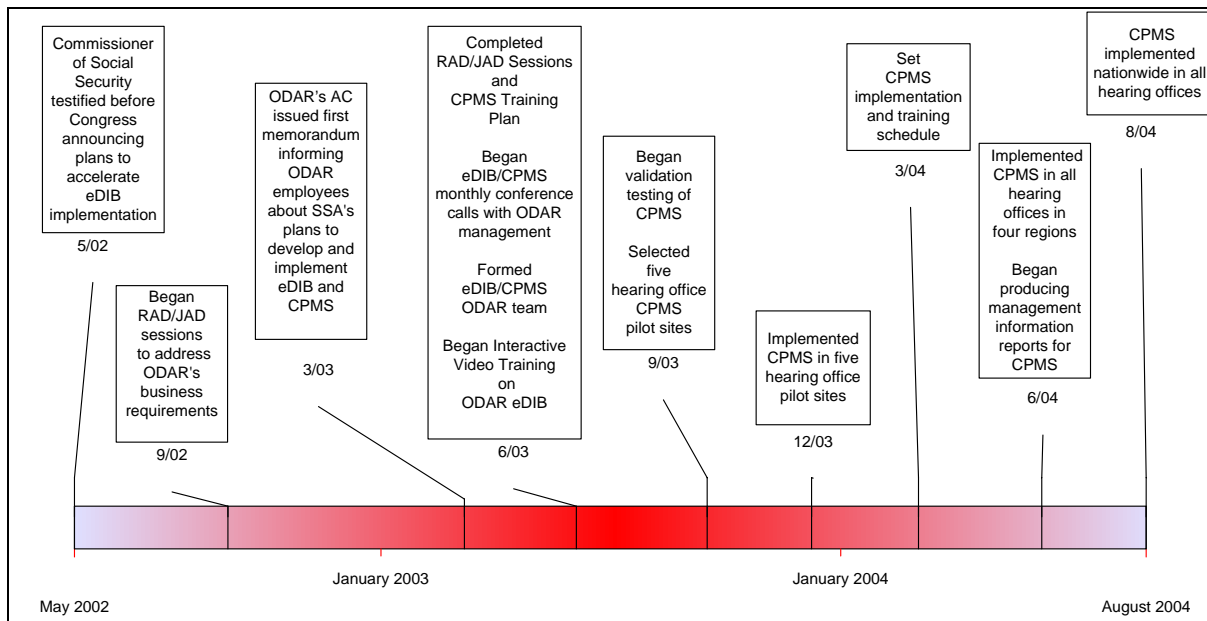 Commissioner
of Social
Security
testified before
Congress
announcing
plans to
accelerate
eDIB
implementation
5/02
Began
RAD/JAD
sessions
to address
ODAR's
business
requirements
9/02
ODAR's AC
issued first
memorandum
informing
ODAR
employees
about SSA's
plans to
develop and
implement
eDIB and
CPMS
3/03
Completed
RAD/JAD Sessions
and
CPMS Training
Plan
Began
eDIB/CPMS
monthly conference
calls with ODAR
management
Formed
eDIB/CPMS
ODAR team
Began Interactive
Video Training
on
ODAR eDIB
6/03
Began
validation
testing of
CPMS
Selected
five
hearing office
CPMS
pilot sites
9/03
Implemented
CPMS in five
hearing office
pilot sites
12/03
Set
CPMS
implementation
and training
schedule
3/04
Implemented
CPMS in all
hearing
offices in
four regions
Began
producing
management
information
reports for
CPMS
6/04
CPMS
implemented
nationwide in all
hearing offices
8/04
January 2003
January 2004
May 2002
August 2004